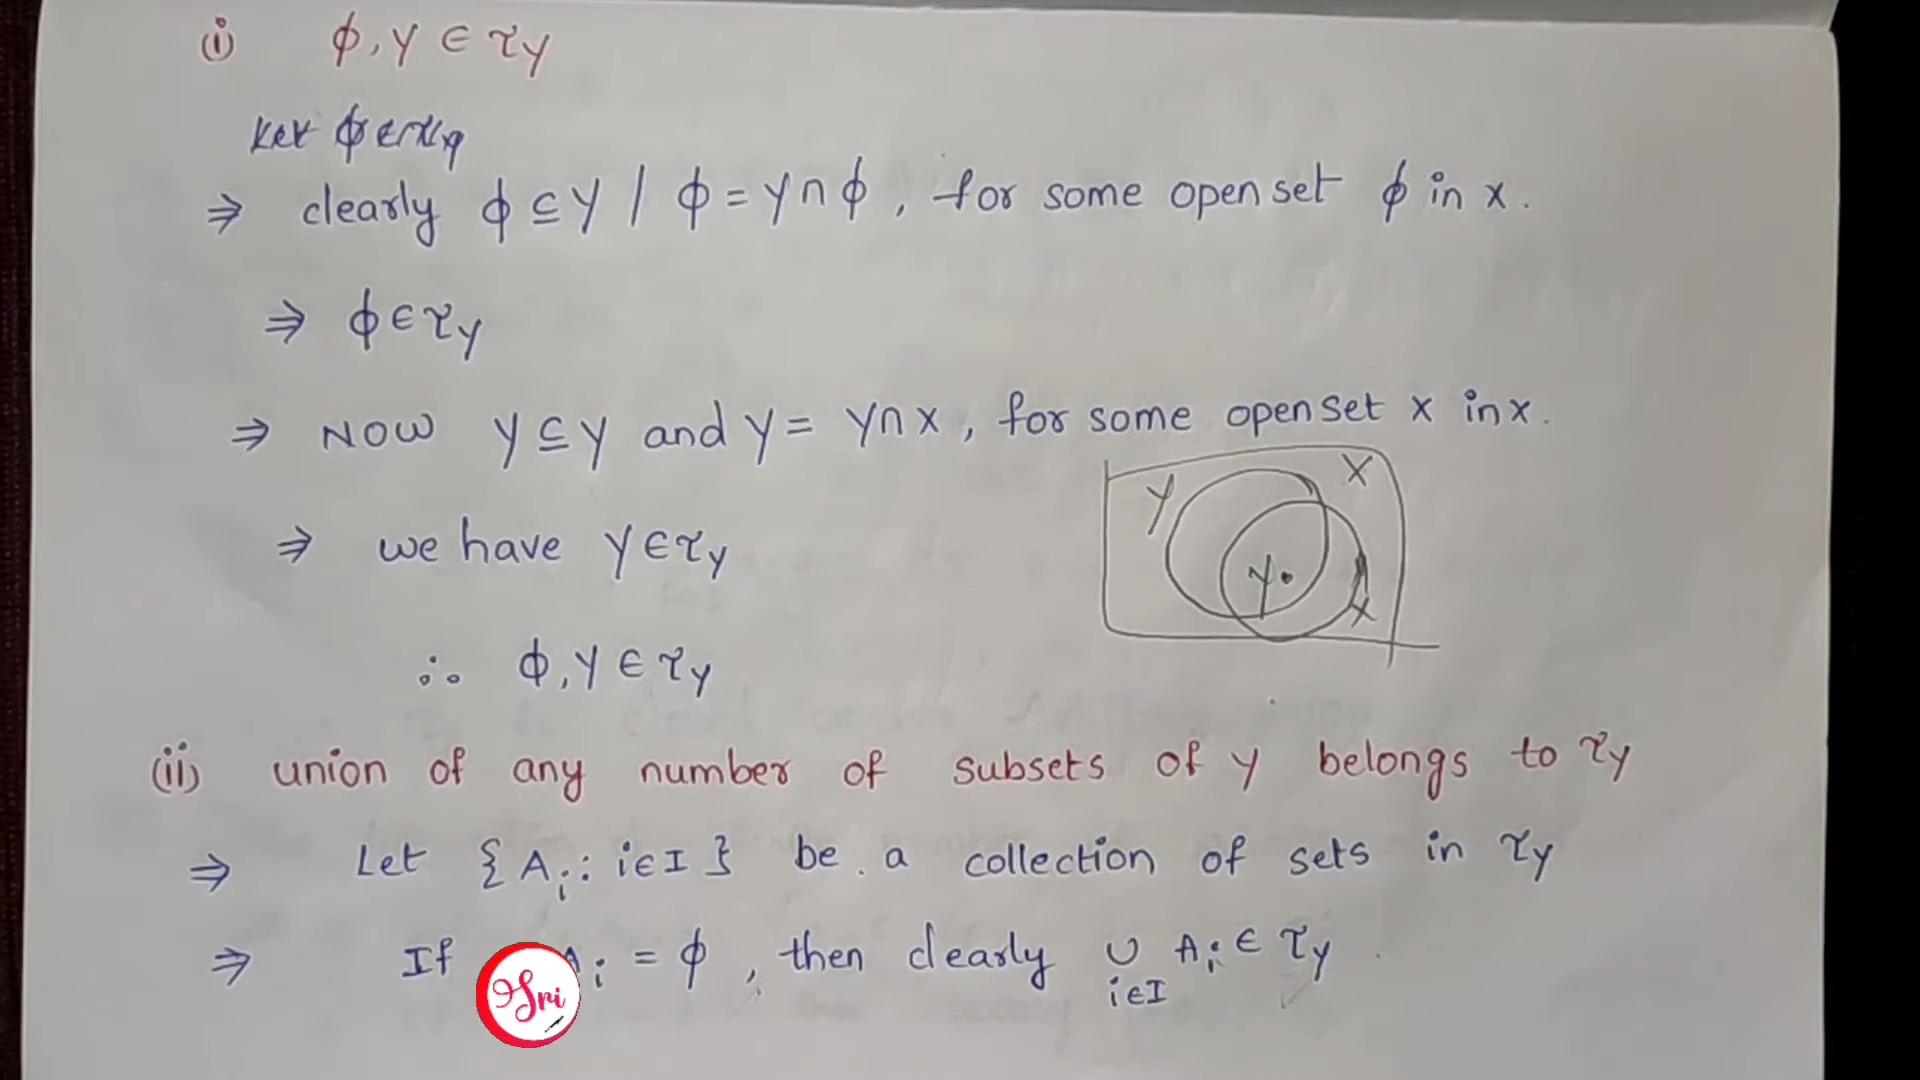 (i) ϕ, Y ∈ τY
Let ϕ ∈ τY
⇒ clearly ϕ ⊆ Y / ϕ = Y ∩ ϕ, for some open set ϕ in X.
⇒ ϕ ∈ τY
⇒ NOW Y ⊆ Y and Y = Y ∩ X, for some open set X in X.
Y X
Y
X
⇒ we have Y ∈ τY
∴ ϕ, Y ∈ τY
(ii) union of any number of subsets of Y belongs to τY
⇒ Let {Ai : i ∈ I} be a collection of sets in τY
⇒ If Ai = ϕ, then clearly ∪ Ai ∈ τY.
i ∈ I
Sri